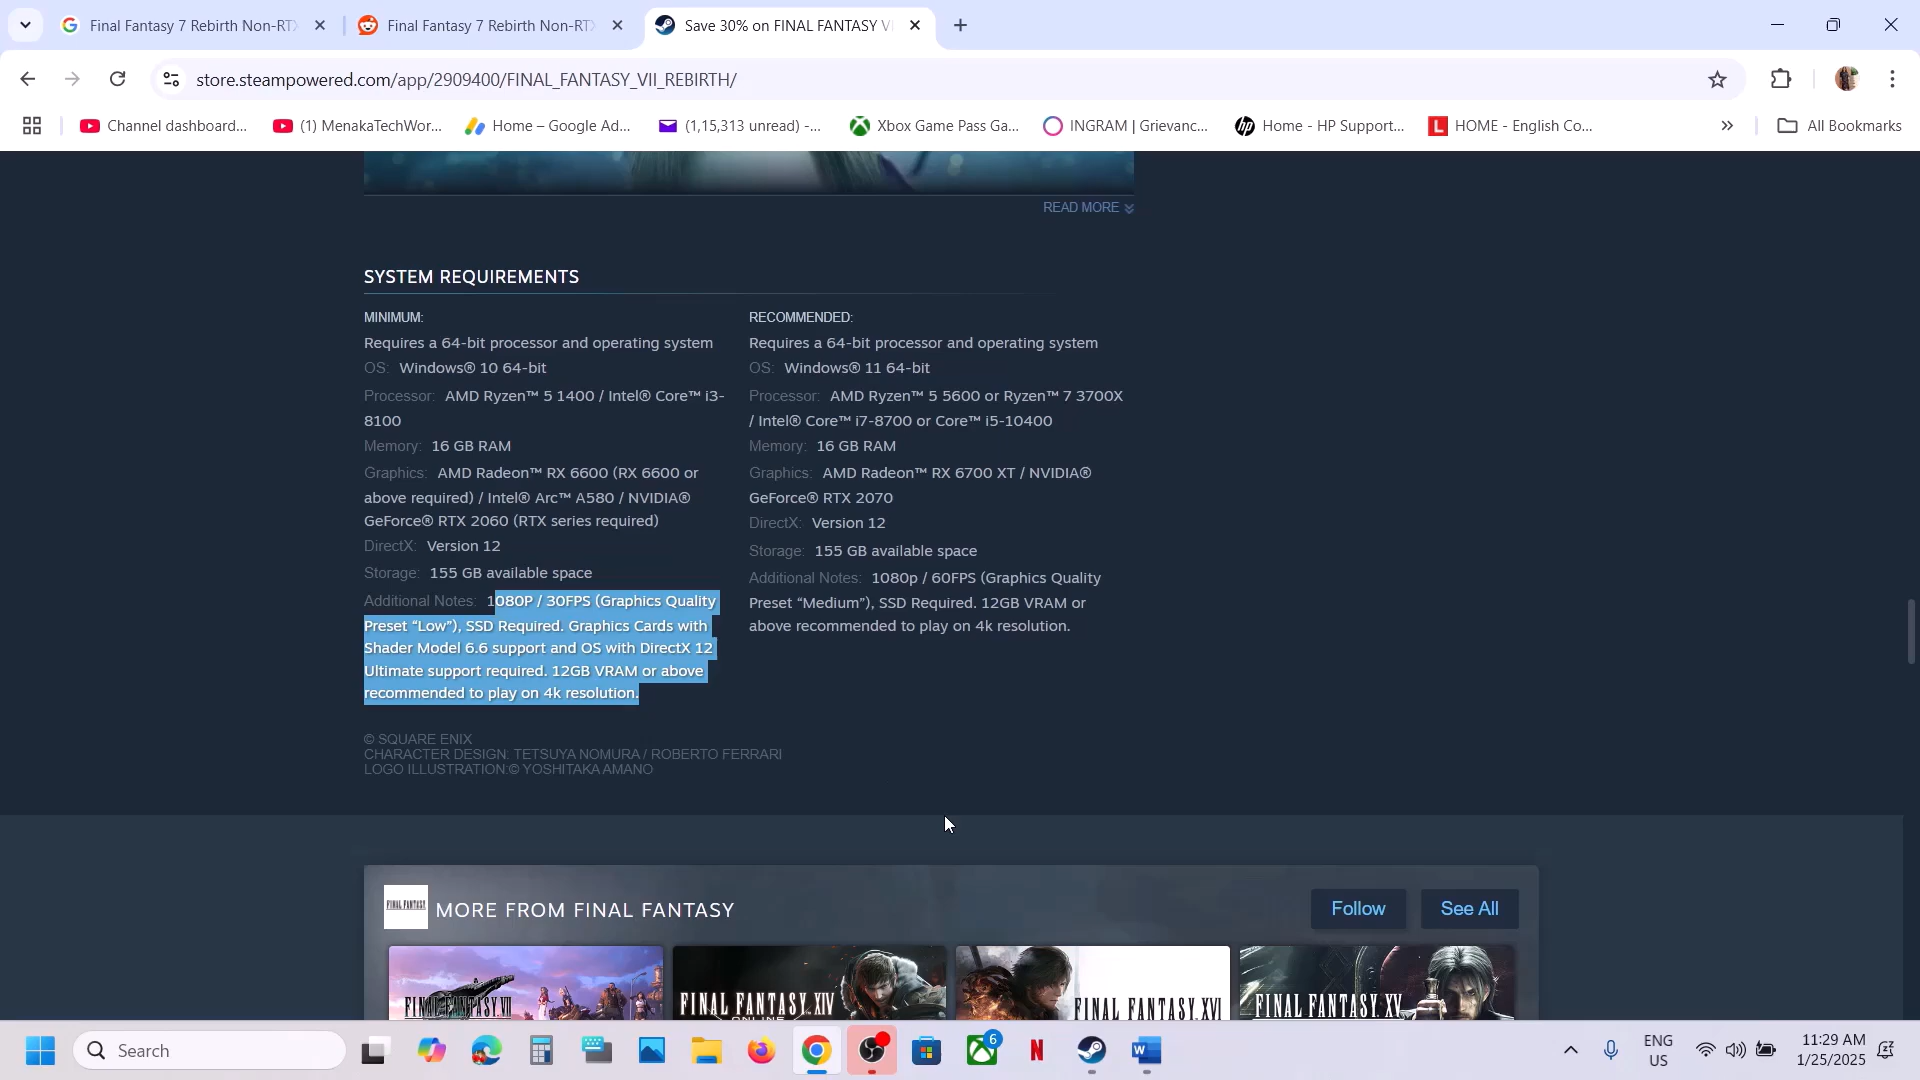 Final Fantasy 7 Rebirth Non-RTX
Final Fantasy 7 Rebirth Non-RTX
Save 30% on FINAL FANTASY VI
store.steampowered.com/app/2909400/FINAL_FANTASY_VII_REBIRTH/
Channel dashboard...
(1) MenakaTechWor...
Home – Google Ad...
(1,15,313 unread) -...
Xbox Game Pass Ga...
INGRAM | Grievanc...
Home - HP Support...
HOME - English Co...
All Bookmarks
READ MORE
SYSTEM REQUIREMENTS
MINIMUM:
Requires a 64-bit processor and operating system
OS: Windows® 10 64-bit
Processor: AMD Ryzen™ 5 1400 / Intel® Core™ i3-
8100
Memory: 16 GB RAM
Graphics: AMD Radeon™ RX 6600 (RX 6600 or
above required) / Intel® Arc™ A580 / NVIDIA®
GeForce® RTX 2060 (RTX series required)
DirectX: Version 12
Storage: 155 GB available space
Additional Notes: 1080P / 30FPS (Graphics Quality
Preset “Low”), SSD Required. Graphics Cards with
Shader Model 6.6 support and OS with DirectX 12
Ultimate support required. 12GB VRAM or above
recommended to play on 4k resolution.
RECOMMENDED:
Requires a 64-bit processor and operating system
OS: Windows® 11 64-bit
Processor: AMD Ryzen™ 5 5600 or Ryzen™ 7 3700X
/ Intel® Core™ i7-8700 or Core™ i5-10400
Memory: 16 GB RAM
Graphics: AMD Radeon™ RX 6700 XT / NVIDIA®
GeForce® RTX 2070
DirectX: Version 12
Storage: 155 GB available space
Additional Notes: 1080p / 60FPS (Graphics Quality
Preset “Medium”), SSD Required. 12GB VRAM or
above recommended to play on 4k resolution.
© SQUARE ENIX
CHARACTER DESIGN: TETSUYA NOMURA / ROBERTO FERRARI
LOGO ILLUSTRATION:© YOSHITAKA AMANO
FINAL FANTASY
MORE FROM FINAL FANTASY
Follow
See All
FINAL FANTASY VII
FINAL FANTASY XIV
ONLINE
FINAL FANTASY XVI
FINAL FANTASY XV
Search
6
ENG
US
11:29 AM
1/25/2025